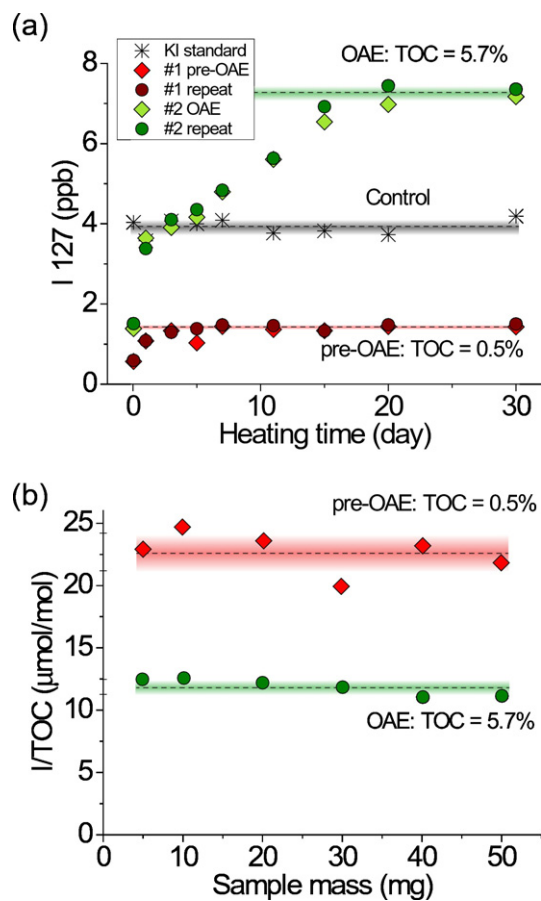 (a)
KI standard
#1 pre-OAE
#1 repeat
#2 OAE
#2 repeat
OAE: TOC = 5.7%
Control
pre-OAE: TOC = 0.5%
I 127 (ppb)
8
6
4
2
0
0
10
20
30
Heating time (day)
(b)
pre-OAE: TOC = 0.5%
OAE: TOC = 5.7%
I/TOC (μmol/mol)
25
20
15
10
5
0
10
20
30
40
50
Sample mass (mg)